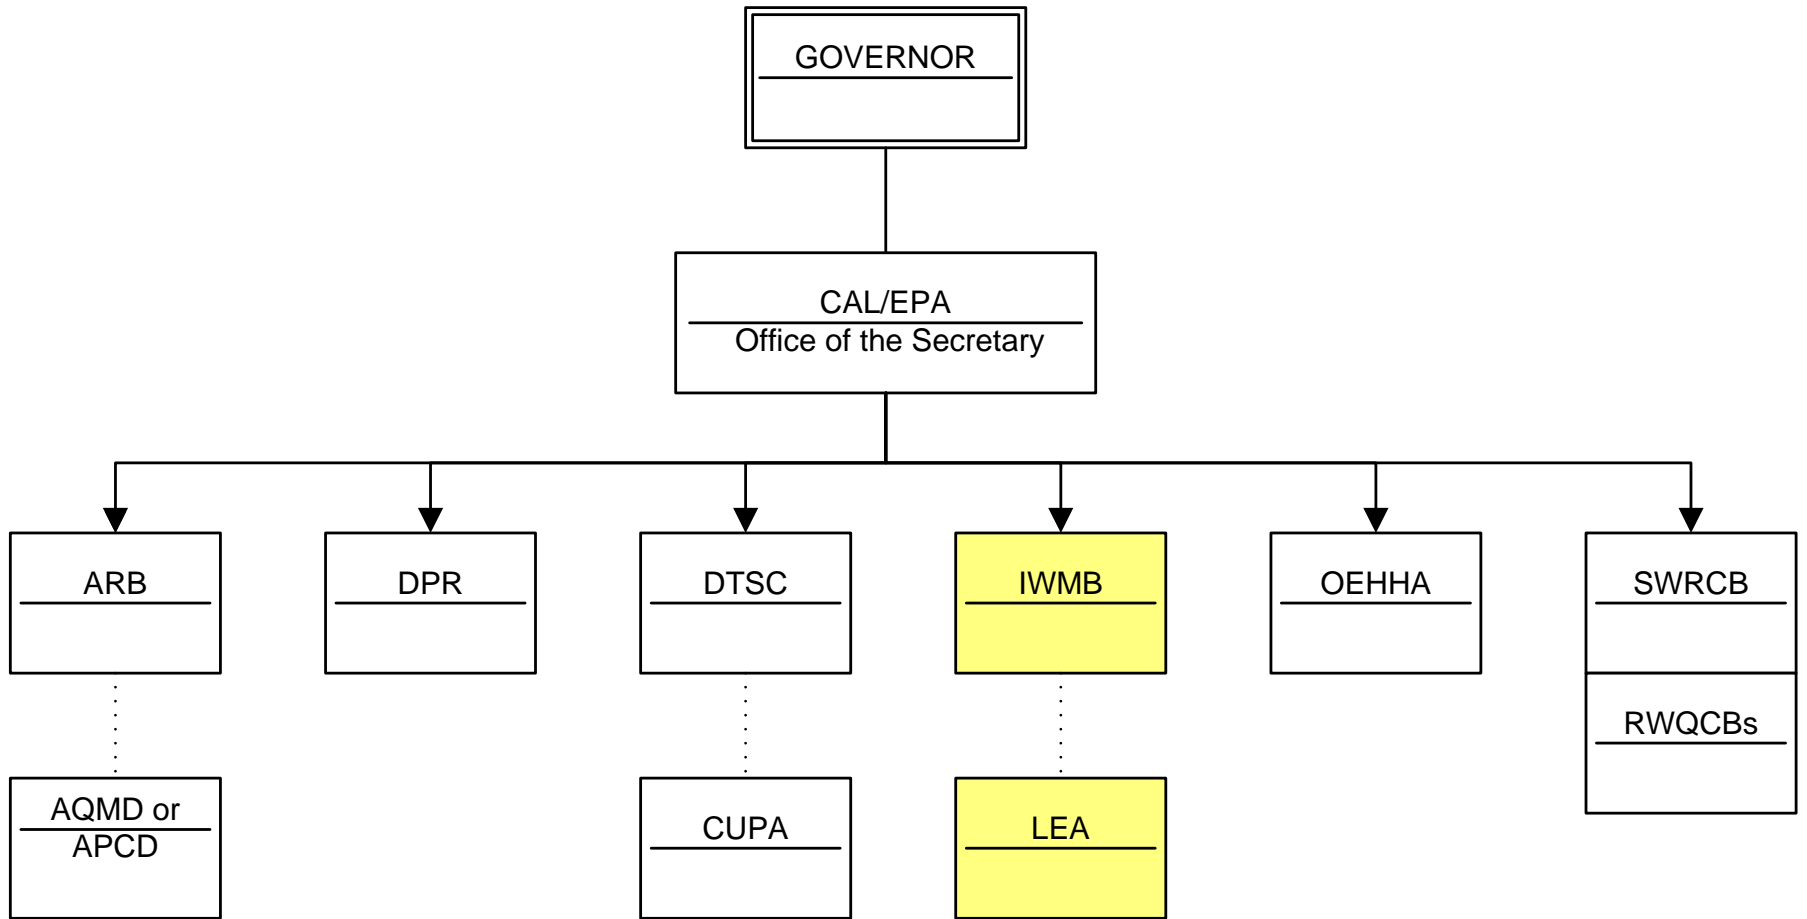 GOVERNOR
CAL/EPA
Office of the Secretary
ARB
DPR
DTSC
IWMB
OEHHA
SWRCB
RWQCBs
AQMD or
APCD
CUPA
LEA